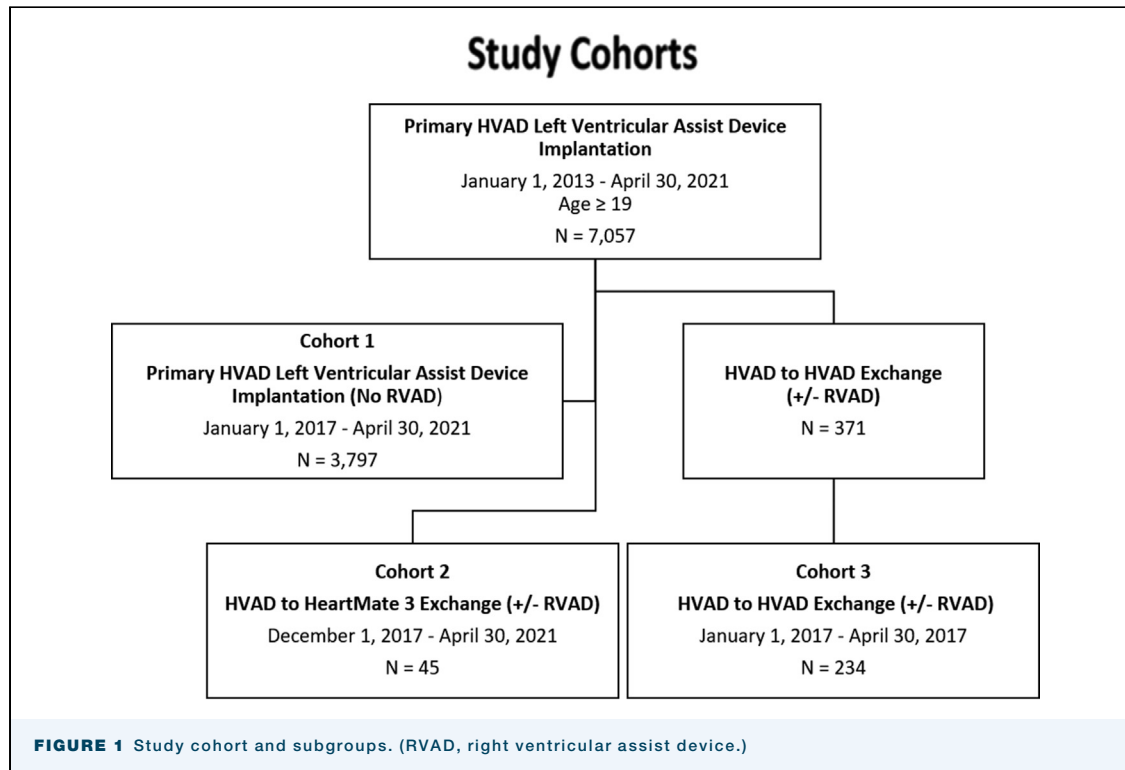 Study Cohorts
Primary HVAD Left Ventricular Assist Device
Implantation
January 1, 2013 - April 30, 2021
Age ≥ 19
N = 7,057
Cohort 1
Primary HVAD Left Ventricular Assist Device
Implantation (No RVAD)
January 1, 2017 - April 30, 2021
N = 3,797
HVAD to HVAD Exchange
(+/- RVAD)
N = 371
Cohort 2
HVAD to HeartMate 3 Exchange (+/- RVAD)
December 1, 2017 - April 30, 2021
N = 45
Cohort 3
HVAD to HVAD Exchange (+/- RVAD)
January 1, 2017 - April 30, 2017
N = 234
FIGURE 1 Study cohort and subgroups. (RVAD, right ventricular assist device.)